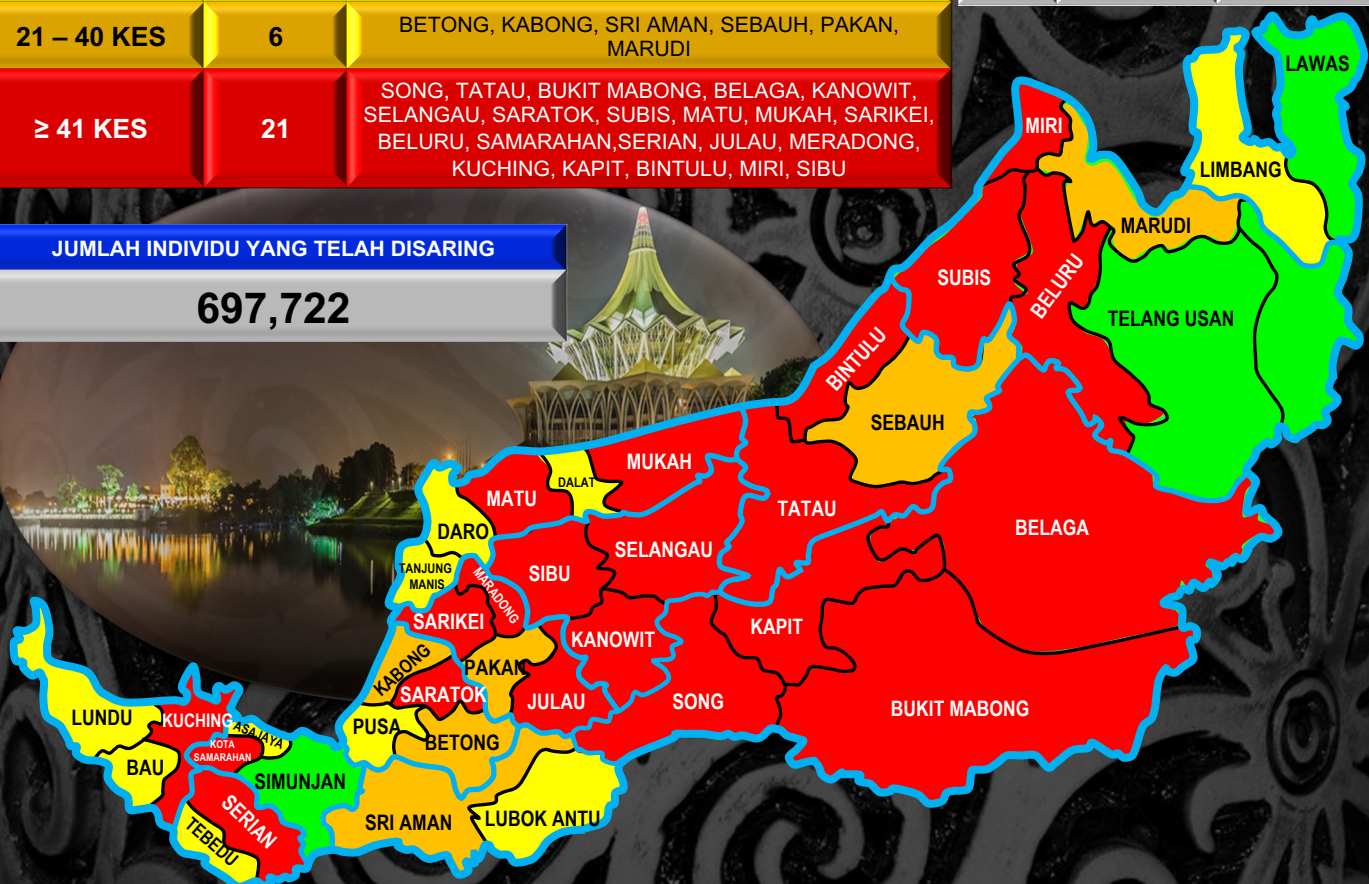 21 – 40 KES
6
BETONG, KABONG, SRI AMAN, SEBAUH, PAKAN,
MARUDI
≥ 41 KES
21
SONG, TATAU, BUKIT MABONG, BELAGA, KANOWIT,
SELANGAU, SARATOK, SUBIS, MATU, MUKAH, SARIKEI,
BELURU, SAMARAHAN,SERIAN, JULAU, MERADONG,
KUCHING, KAPIT, BINTULU, MIRI, SIBU
JUMLAH INDIVIDU YANG TELAH DISARING
697,722
LAWAS
MIRI
LIMBANG
MARUDI
SUBIS
BELURU
TELANG USAN
BINTULU
SEBAUH
MUKAH
DALAT
MATU
TATAU
DARO
BELAGA
SELANGAU
TANJUNG
MANIS
SIBU
MARADONG
SARIKEI
KAPIT
KANOWIT
KABONG
PAKAN
SARATOK
JULAU
SONG
BUKIT MABONG
LUNDU
KUCHING
ASAJAYA
PUSA
BETONG
KOTA
SAMARAHAN
BAU
SIMUNJAN
SERIAN
SRI AMAN
LUBOK ANTU
TEBEDU